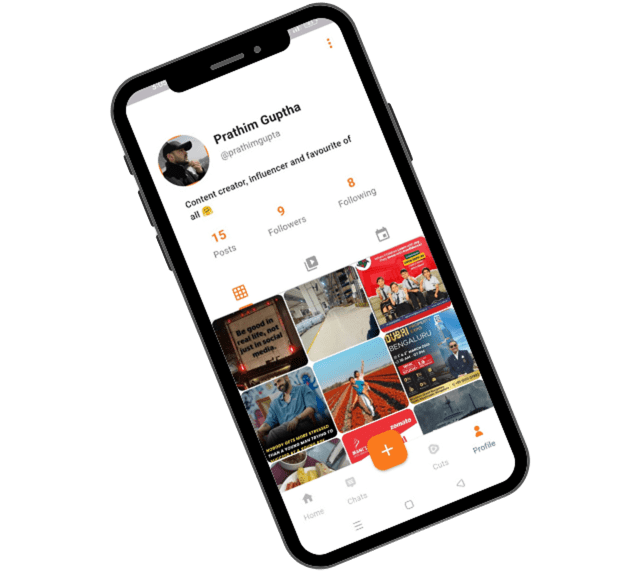 Prathim Guptha
@prathimgupta
Content creator, influencer and favourite of
all 🤗
15
Posts
9
Followers
8
Following
Be good in
real life, not
just in social
media.
DUBAI
BENGALURU
NOBODY GETS MORE STRESSED
THAN A YOUNG MAN TRYING TO
zomato
Home
Chats
+
Cuts
Profile